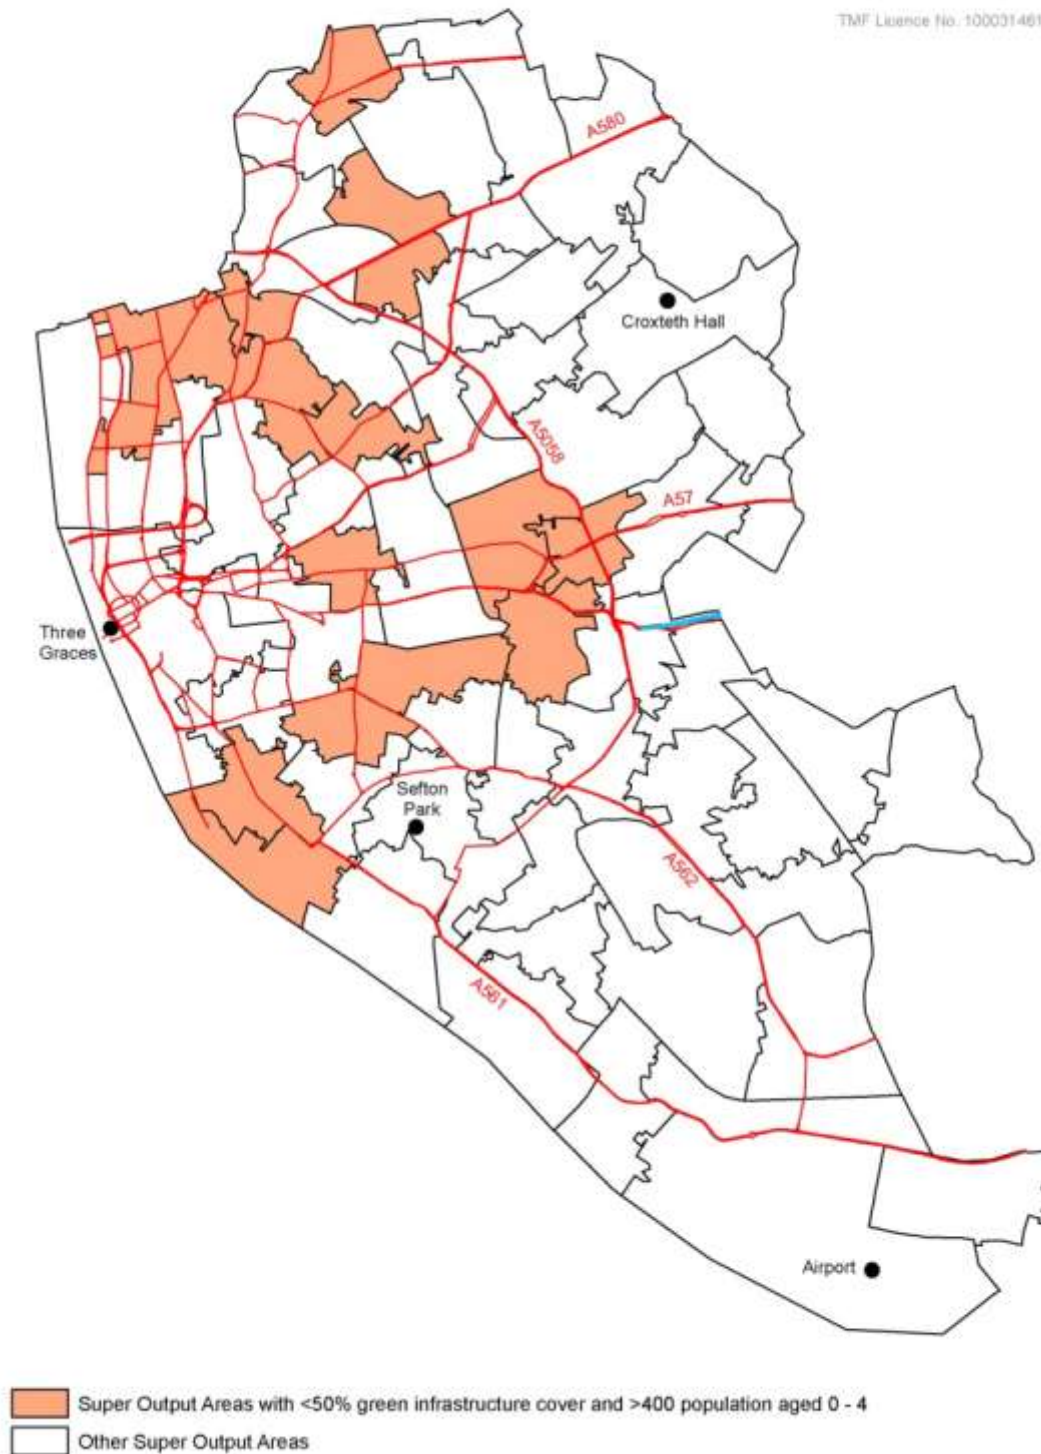 TMF Licence No. 100031461
A580
Croxteth Hall
A5058
A57
Three
Graces
Sefton
Park
A562
A561
Airport
Super Output Areas with <50% green infrastructure cover and >400 population aged 0 - 4
Other Super Output Areas